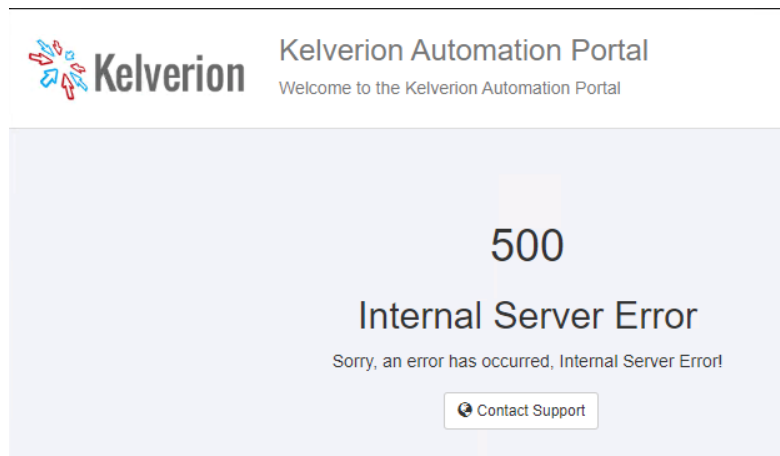 Kelverion
Kelverion Automation Portal
Welcome to the Kelverion Automation Portal
500
Internal Server Error
Sorry, an error has occurred, Internal Server Error!
Contact Support